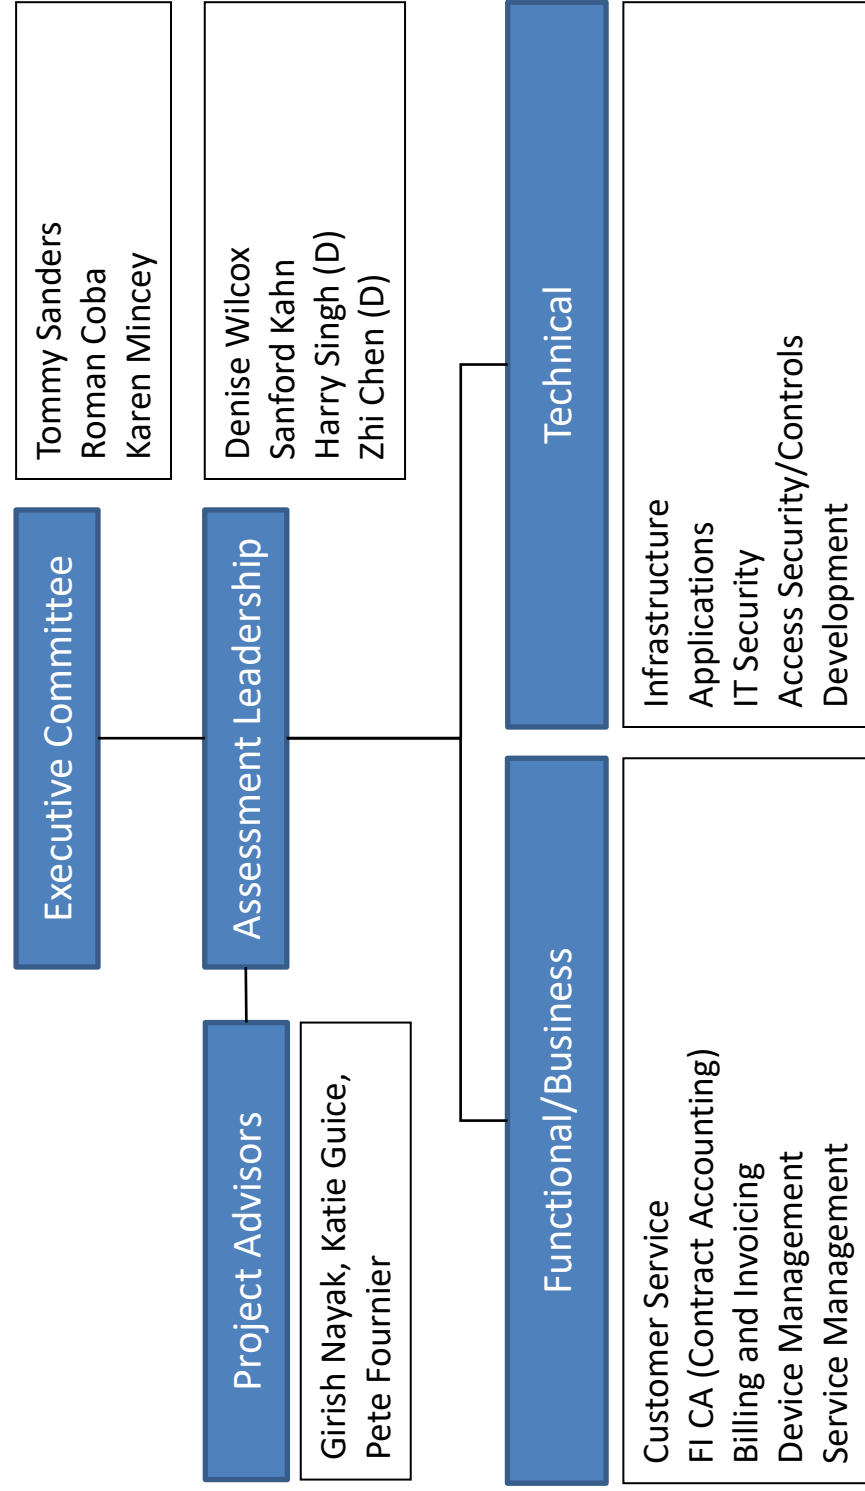 Executive Committee
Tommy Sanders
Roman Coba
Karen Mincey
Project Advisors
Girish Nayak, Katie Guice,
Pete Fournier
Assessment Leadership
Denise Wilcox
Sanford Kahn
Harry Singh (D)
Zhi Chen (D)
Functional/Business
Customer Service
FI CA (Contract Accounting)
Billing and Invoicing
Device Management
Service Management
Technical
Infrastructure
Applications
IT Security
Access Security/Controls
Development